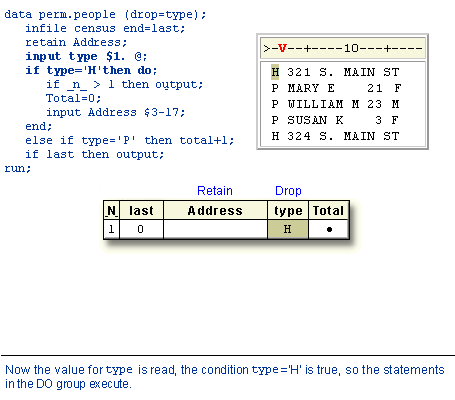 data perm.people (drop=type);
infile census end=last;
retain Address;
input type $1. @;
if type='H'then do;
if _n_ > 1 then output;
Total=0;
input Address $3-17;
end;
else if type='P' then total+1;
if last then output;
run;
>-V--+----10---+----
H 321 S. MAIN ST
P MARY E    21  F
P WILLIAM M 23  M
P SUSAN K    3  F
H 324 S. MAIN ST
Retain Drop
_N_ last Address type Total
1 0 H •
Now the value for type is read, the condition type='H' is true, so the statements
in the DO group execute.